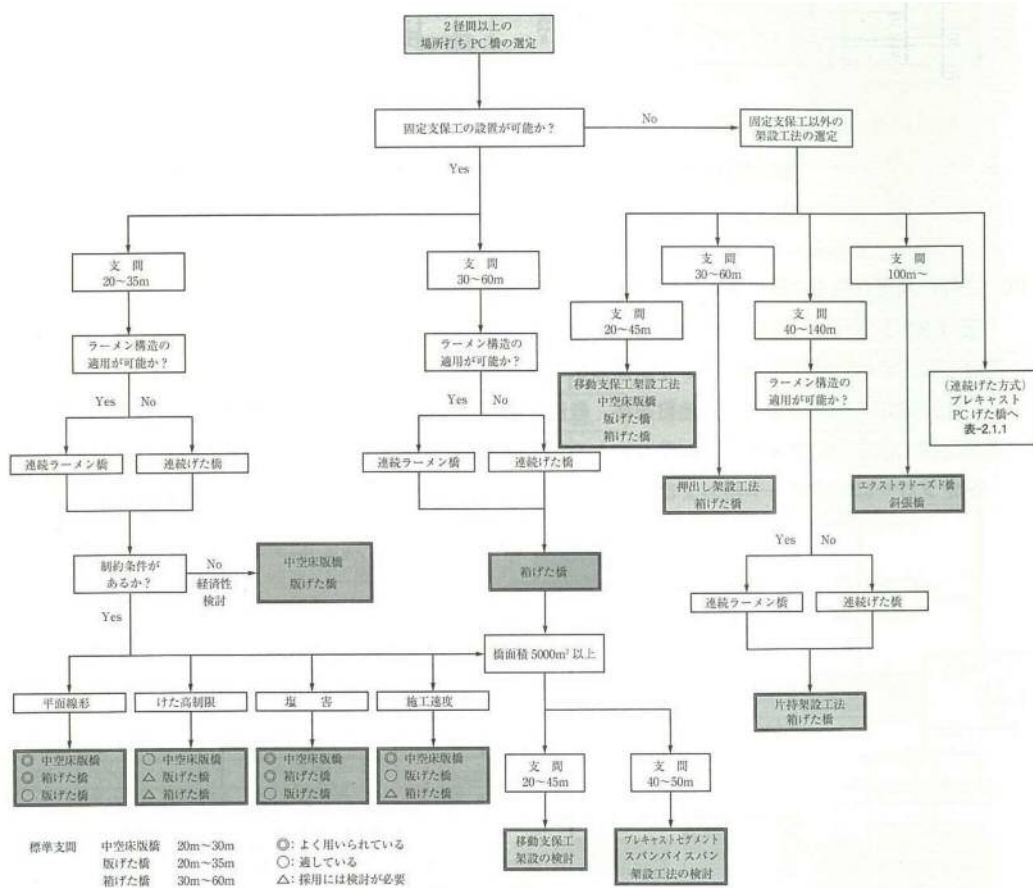 2径間以上の
場所打ちPC橋の選定
固定支保工の設置が可能か?
No
固定支保工以外の
架設工法の選定
Yes
支 間
20～35m
支 間
30～60m
支 間
20～45m
支 間
30～60m
支 間
40～140m
支 間
100m～
ラーメン構造の
適用が可能か?
ラーメン構造の
適用が可能か?
移動支保工架設工法
中空床版橋
版げた橋
箱げた橋
ラーメン構造の
適用が可能か?
(連続げた方式)
プレキャスト
PCげた橋へ
表-2.1.1
Yes
No
Yes
No
連続ラーメン橋
連続げた橋
連続ラーメン橋
連続げた橋
押出し架設工法
箱げた橋
エクストラドーズド橋
斜張橋
制約条件が
あるか?
No
経済性
検討
中空床版橋
版げた橋
箱げた橋
Yes
No
連続ラーメン橋
連続げた橋
Yes
橋面積5000m²以上
平面線形
けた高制限
塩 害
施工速度
片持架設工法
箱げた橋
◎ 中空床版橋
◎ 箱げた橋
○ 版げた橋
○ 中空床版橋
△ 版げた橋
△ 箱げた橋
◎ 中空床版橋
◎ 箱げた橋
○ 版げた橋
◎ 中空床版橋
○ 版げた橋
△ 箱げた橋
支 間
20～45m
支 間
40～50m
移動支保工
架設の検討
プレキャストセグメント
スパンバイスパン
架設工法の検討
標準支間 中空床版橋 20m～30m
版げた橋 20m～35m
箱げた橋 30m～60m
◎: よく用いられている
○: 適している
△: 採用には検討が必要